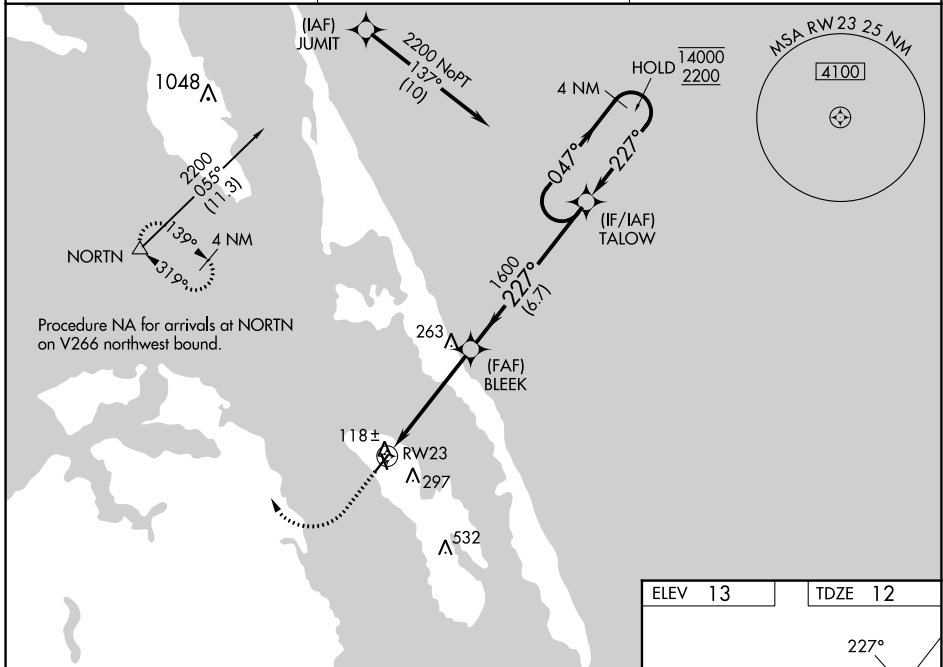 (IAF)
JUMIT
2200 NoPT
137°
(10)
MSA RW 23 25 NM
4100
HOLD
14000
2200
4 NM
1048
047°
227°
2200
055°
(11.3)
(IF/IAF)
TALOW
139°
4 NM
NORTN
319°
1600
227°
(6.7)
Procedure NA for arrivals at NORTN
on V266 northwest bound.
263
(FAF)
BLEEK
118±
RW23
297
532
ELEV 13
TDZE 12
227°